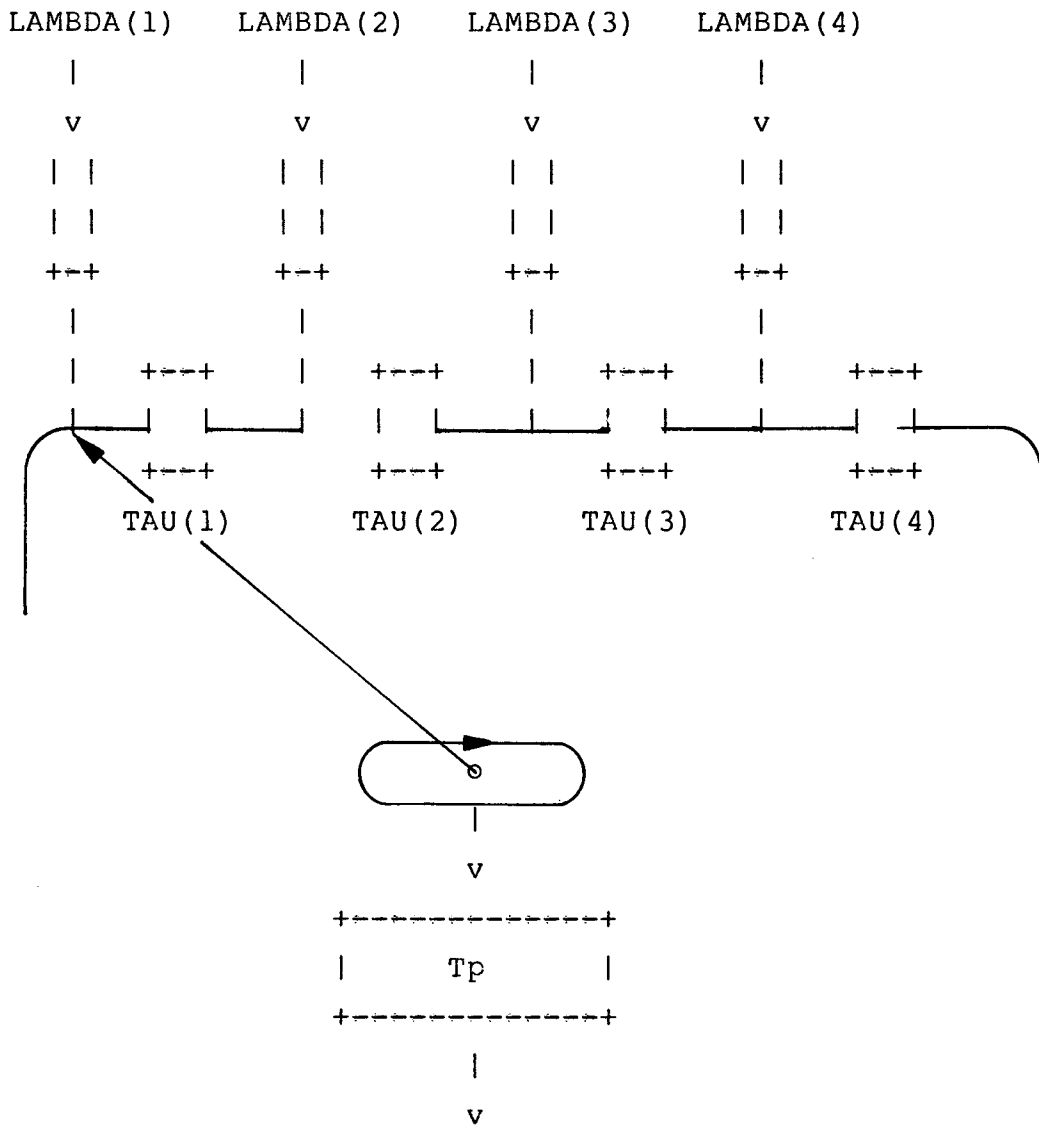 LAMBDA(1) LAMBDA(2) LAMBDA(3) LAMBDA(4)
| | | |
v v v v
| | | | | | | |
| | | | | | | |
+-+ +-+ +-+ +-+
| | | |
| +---+ | +---+ | +---+ | +---+
| | | | | | | | | | | |
+---+ +---+ +---+ +---+
TAU(1) TAU(2) TAU(3) TAU(4)
|
v
+-------------+
| Tp |
+-------------+
|
v